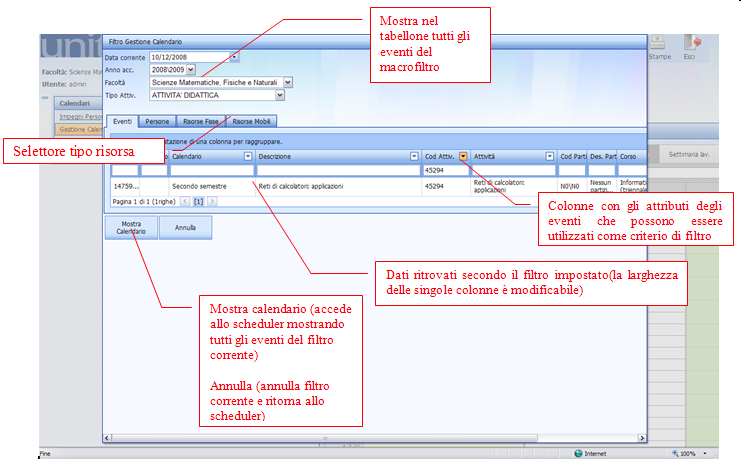 Mostra nel
tabellone tutti gli
eventi del
macrofiltro
Filtro Gestione Calendario
Data corrente 10/12/2008
Anno acc. 2008\2009
Facoltà Scienze Matematiche, Fisiche e Naturali
Tipo Attiv. ATTIVITA' DIDATTICA
Facoltà: Scienze Ma
Utente: admn
Stampe Esci
Calendari
Impegni Person
Gestione Calen
Settimana lav.
Eventi Persone Risorse Fisse Risorse Mobili
Selettore tipo risorsa
tazione di una colonna per raggruppare.
Calendario Descrizione Cod Attiv. Attività Cod Parti Des. Part Corso
45294
14759... Secondo semestre Reti di calcolatori: applicazioni 45294 Reti di calcolatori: applicazioni N0\N0 Nessun partizi... Informati (triennale
Pagina 1 di 1 (1righe) < [1] >
Mostra
Calendario
Annulla
Colonne con gli attributi degli
eventi che possono essere
utilizzati come criterio di filtro
Dati ritrovati secondo il filtro impostato(la larghezza
delle singole colonne è modificabile)
Mostra calendario (accede
allo scheduler mostrando
tutti gli eventi del filtro
corrente)
Annulla (annulla filtro
corrente e ritorna allo
scheduler)
Fine Internet 100%